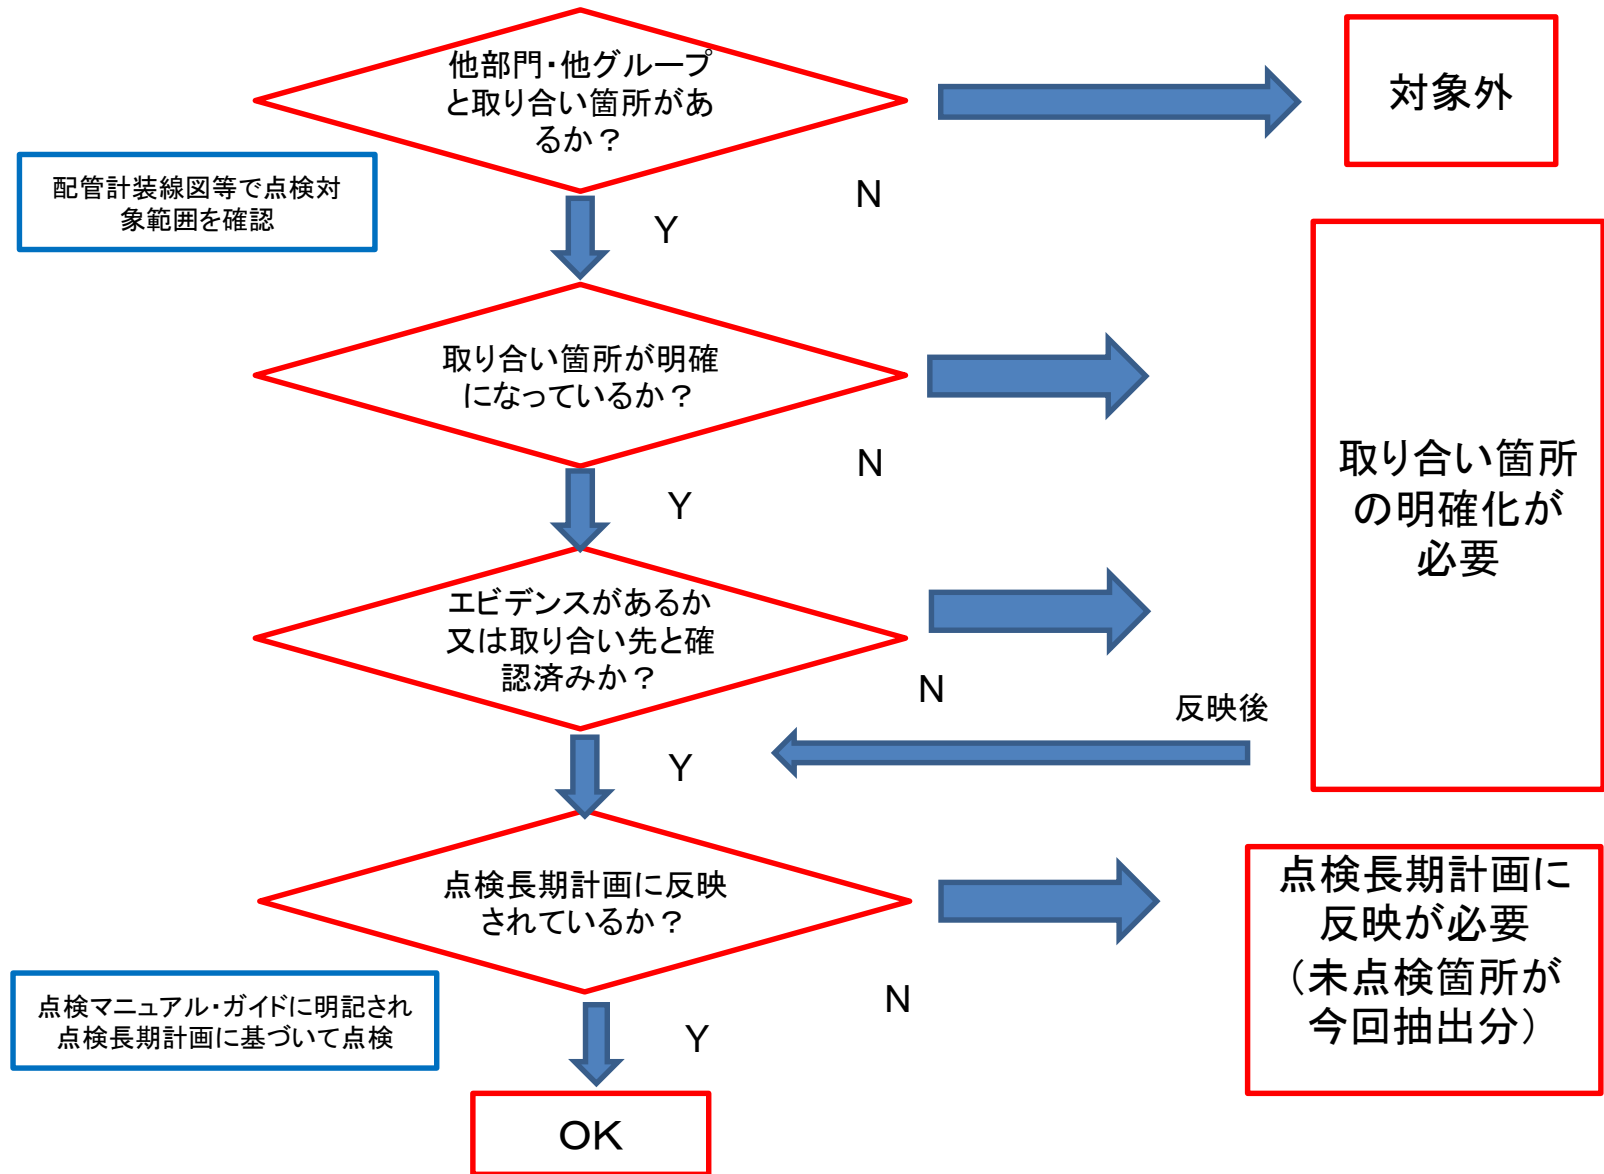 他部門・他グループ
と取り合い箇所があ
るか？
対象外
配管計装線図等で点検対
象範囲を確認
N
Y
取り合い箇所が明確
になっているか？
N
Y
取り合い箇所
の明確化が
必要
エビデンスがあるか
又は取り合い先と確
認済みか？
N
反映後
Y
点検長期計画に反映
されているか？
点検長期計画に
反映が必要
（未点検箇所が
今回抽出分）
点検マニュアル・ガイドに明記され
点検長期計画に基づいて点検
N
Y
OK